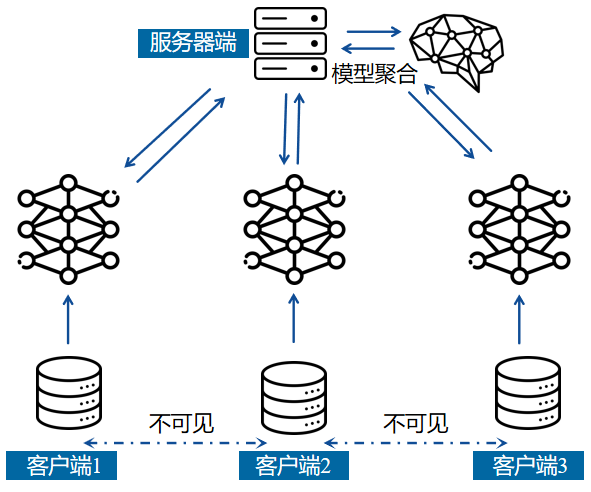 服务器端
模型聚合
不可见
不可见
客户端1
客户端2
客户端3